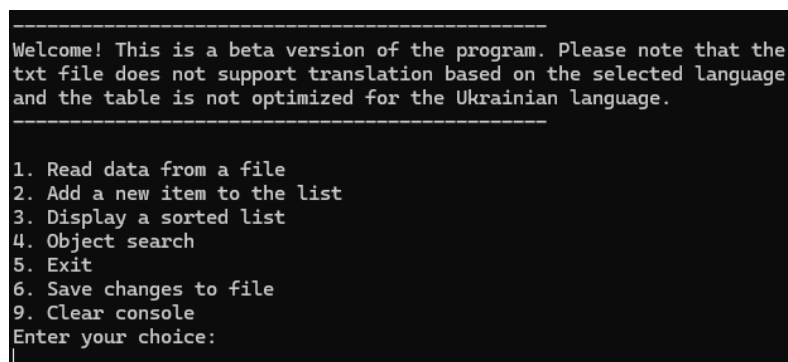 -----------------------------------------------
Welcome! This is a beta version of the program. Please note that the
txt file does not support translation based on the selected language
and the table is not optimized for the Ukrainian language.
-----------------------------------------------
1. Read data from a file
2. Add a new item to the list
3. Display a sorted list
4. Object search
5. Exit
6. Save changes to file
9. Clear console
Enter your choice: